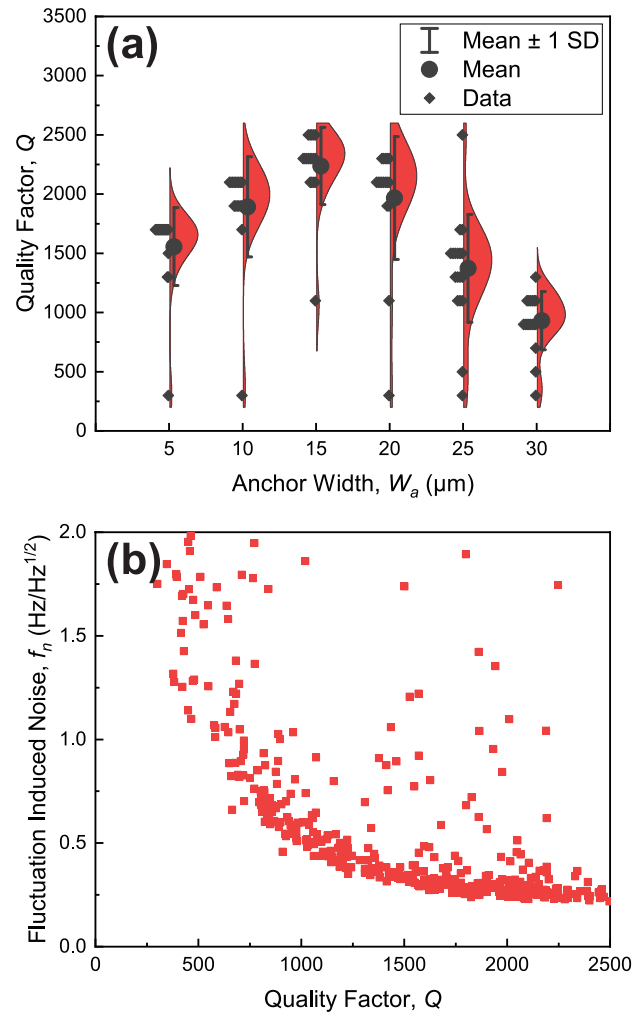 (a)
Mean ± 1 SD
Mean
Data
3500
3000
2500
2000
1500
1000
500
0
Quality Factor, Q
5 10 15 20 25 30
Anchor Width, Wₐ (μm)
(b)
2.0
1.5
1.0
0.5
0.0
Fluctuation Induced Noise, fₙ (Hz/Hz¹/²)
0 500 1000 1500 2000 2500
Quality Factor, Q